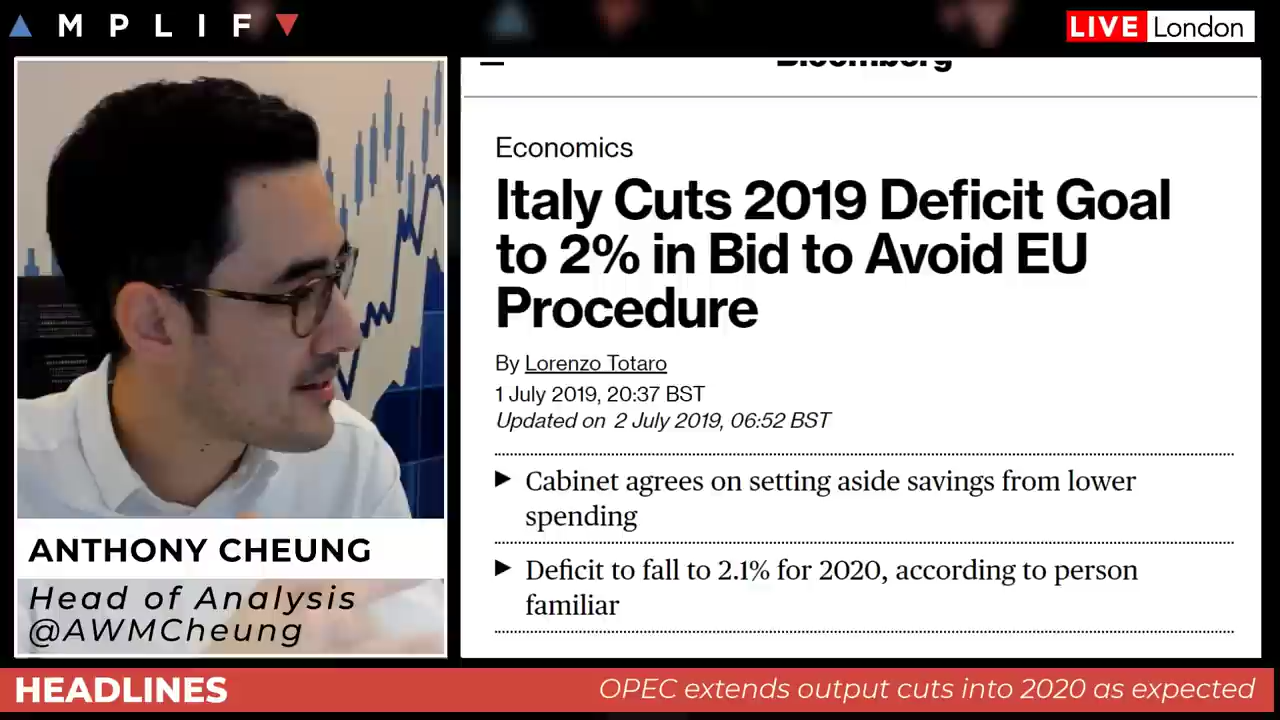 MPLIF
LIVE London
Bloomberg
Economics
Italy Cuts 2019 Deficit Goal
to 2% in Bid to Avoid EU
Procedure
By Lorenzo Totaro
1 July 2019, 20:37 BST
Updated on 2 July 2019, 06:52 BST
Cabinet agrees on setting aside savings from lower
spending
Deficit to fall to 2.1% for 2020, according to person
familiar
ANTHONY CHEUNG
Head of Analysis
@AWMCheung
HEADLINES
OPEC extends output cuts into 2020 as expected